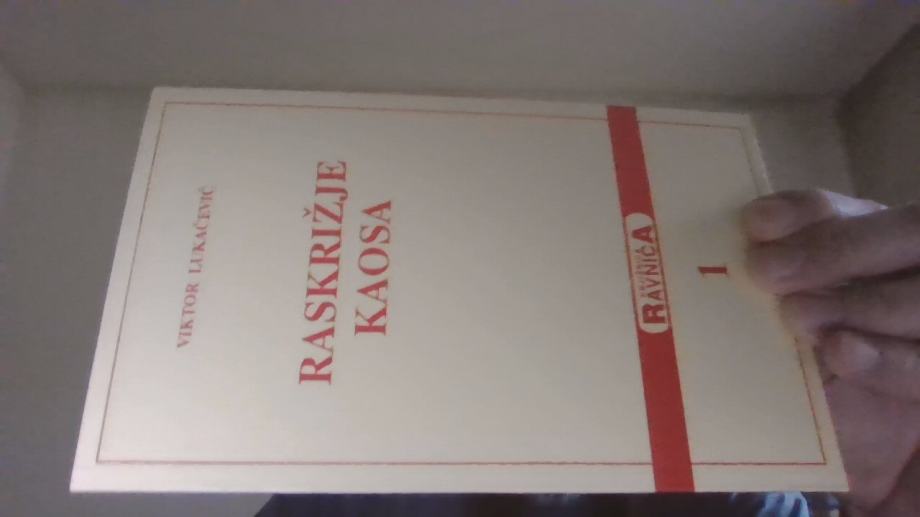 VIKTOR LUKAČEVIĆ
RASKRIŽJE
KAOSA
RAVNICA
1